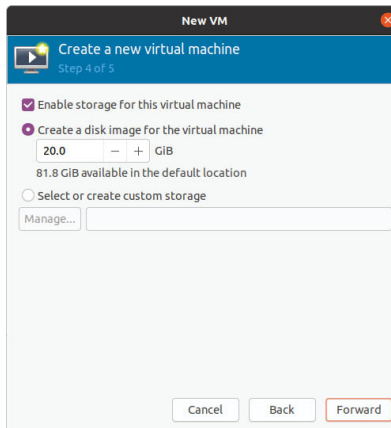 New VM
Create a new virtual machine
Step 4 of 5
Enable storage for this virtual machine
Create a disk image for the virtual machine
20.0 − + GiB
81.8 GiB available in the default location
Select or create custom storage
Manage...
Cancel Back Forward